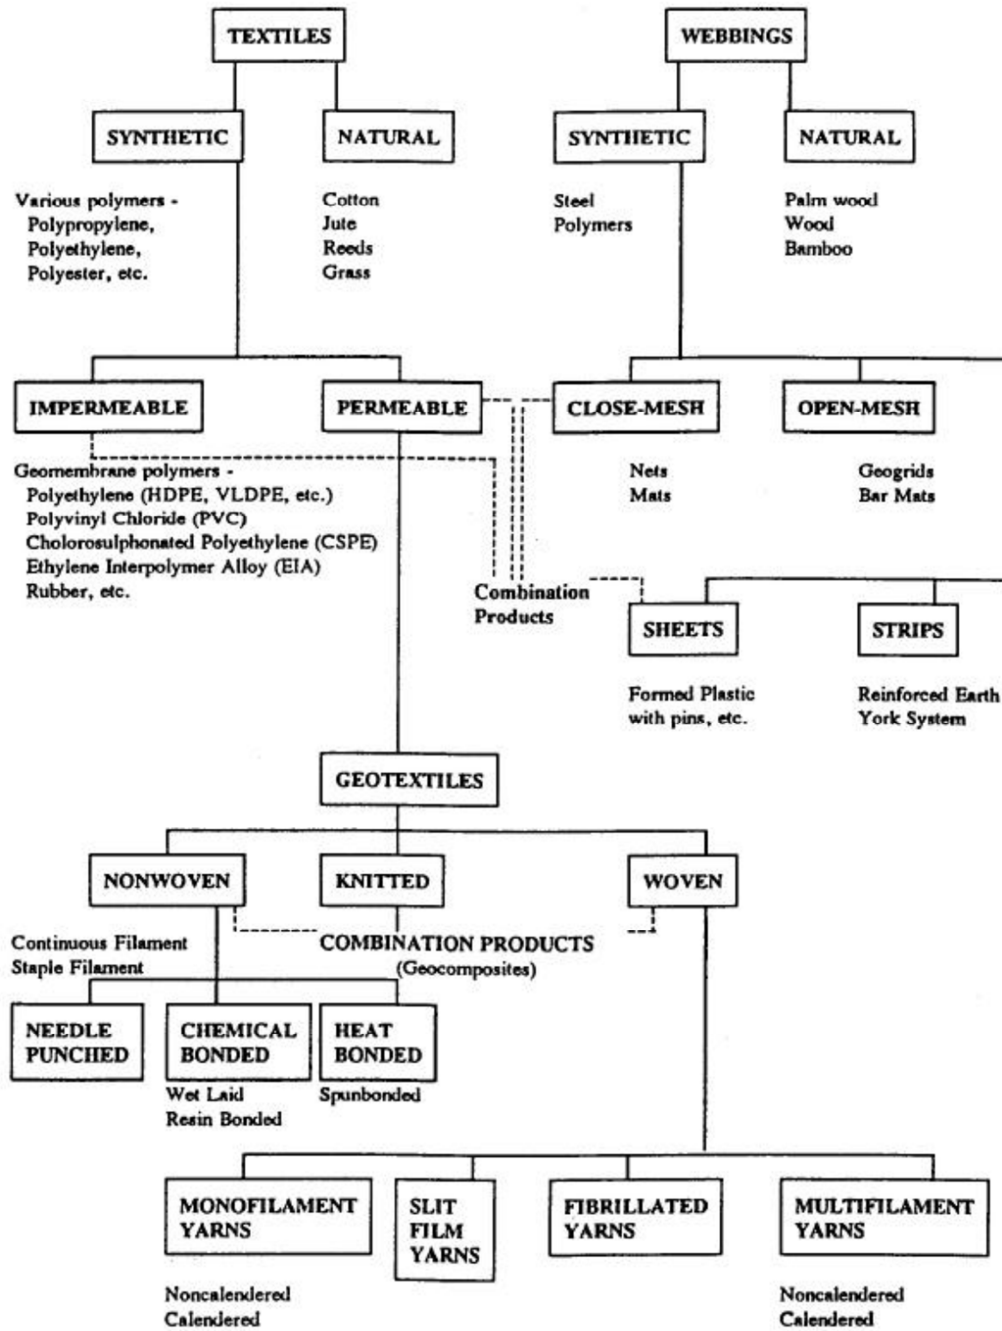 TEXTILES
WEBBINGS
SYNTHETIC
NATURAL
SYNTHETIC
NATURAL
Various polymers -
Polypropylene,
Polyethylene,
Polyester, etc.
Cotton
Jute
Reeds
Grass
Steel
Polymers
Palm wood
Wood
Bamboo
IMPERMEABLE
PERMEABLE
CLOSE-MESH
OPEN-MESH
Geomembrane polymers -
Polyethylene (HDPE, VLDPE, etc.)
Polyvinyl Chloride (PVC)
Cholorosulphonated Polyethylene (CSPE)
Ethylene Interpolymer Alloy (EIA)
Rubber, etc.
Nets
Mats
Geogrids
Bar Mats
Combination
Products
SHEETS
STRIPS
Formed Plastic
with pins, etc.
Reinforced Earth
York System
GEOTEXTILES
NONWOVEN
KNITTED
WOVEN
Continuous Filament
Staple Filament
COMBINATION PRODUCTS
(Geocomposites)
NEEDLE
PUNCHED
CHEMICAL
BONDED
HEAT
BONDED
Wet Laid
Resin Bonded
Spunbonded
MONOFILAMENT
YARNS
SLIT
FILM
YARNS
FIBRILLATED
YARNS
MULTIFILAMENT
YARNS
Noncalendered
Calendered
Noncalendered
Calendered